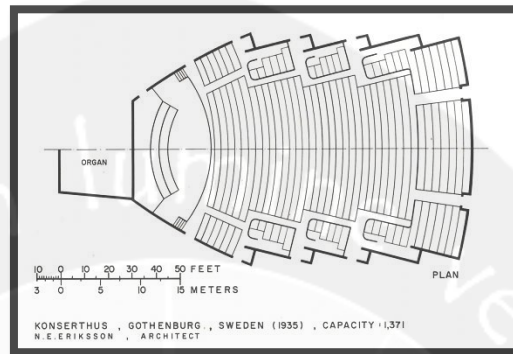 ORGAN
10 0 10 20 30 40 50 FEET
3 0 5 10 15 METERS
PLAN
KONSERTHUS , GOTHENBURG , SWEDEN (1935) , CAPACITY : 1,371
N. E. ERIKSSON , ARCHITECT